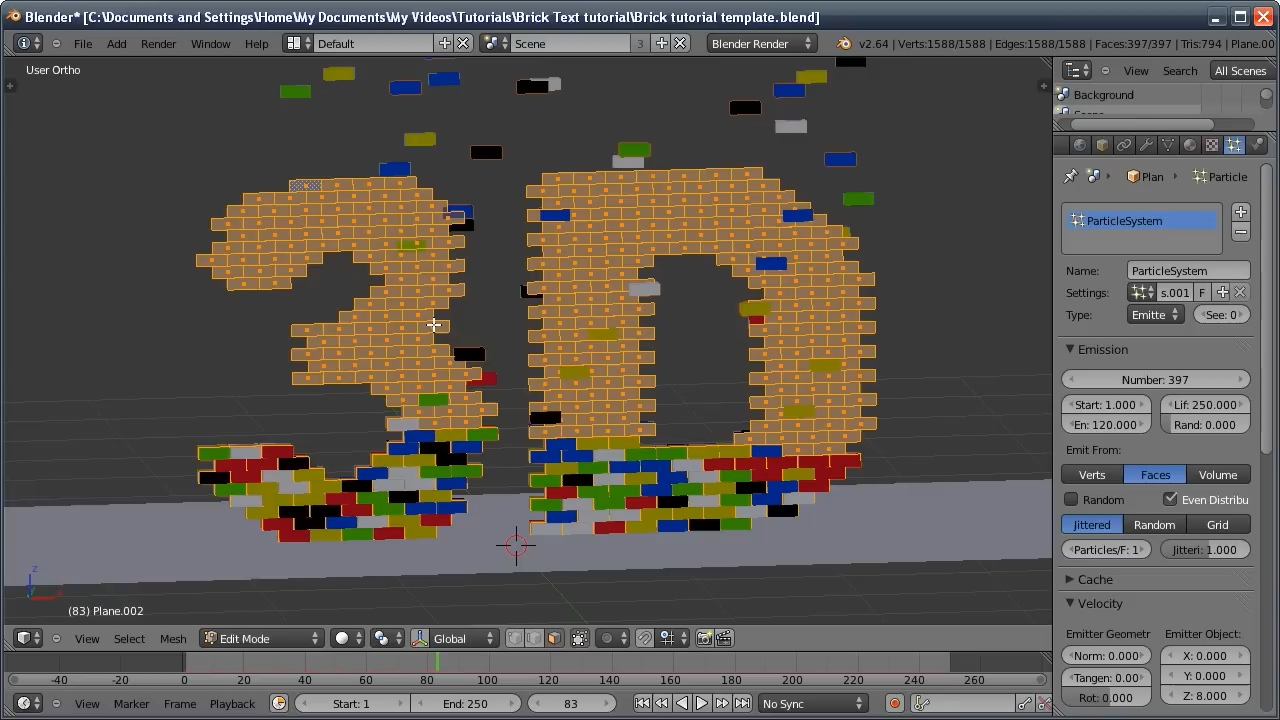 Blender* [C:\Documents and Settings\Home\My Documents\My Videos\Tutorials\Brick Text tutorial\Brick tutorial template.blend]
File Add Render Window Help Default Scene 3 Blender Render v2.64 | Verts:1588/1588 | Edges:1588/1588 | Faces:397/397 | Tris:794 | Plane.00
User Ortho
View Search All Scenes
Background
Plan Particle
ParticleSystem
Name: ParticleSystem
Settings: s.001 F
Type: Emitte See: 0
Emission
Number: 397
Start: 1.000 Lif: 250.000
En: 120.000 Rand: 0.000
Emit From:
Verts Faces Volume
Random Even Distribu
Jittered Random Grid
Particles/F: 1 Jitteri: 1.000
Cache
Velocity
Emitter Geometr Emitter Object:
Norm: 0.000 X: 0.000
Tangen: 0.00 Y: 0.000
Rot: 0.000 Z: 8.000
z
(83) Plane.002
View Select Mesh Edit Mode Global
-40 -20 0 20 40 60 80 100 120 140 160 180 200 220 240 260
View Marker Frame Playback Start: 1 End: 250 83 No Sync